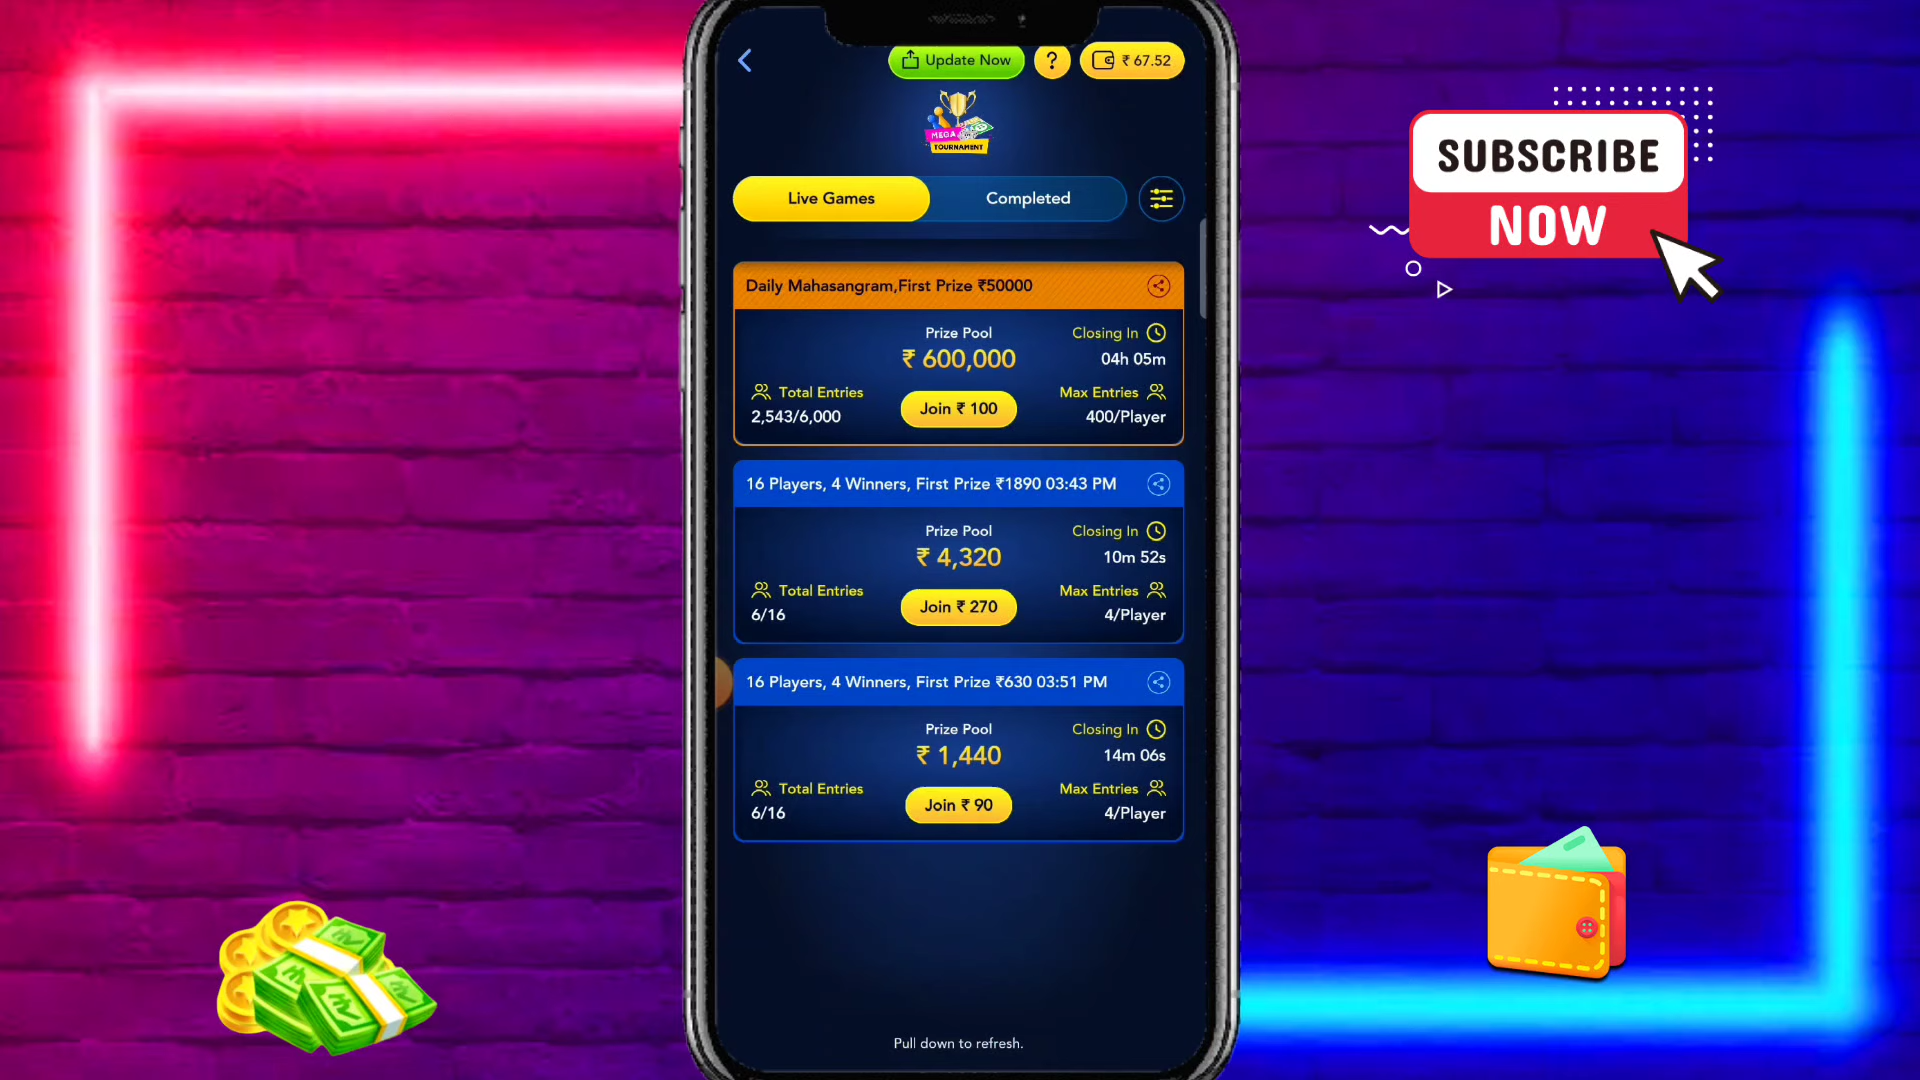 Update Now
?
₹ 67.52
MEGA
TOURNAMENT
Live Games
Completed
Daily Mahasangram,First Prize ₹50000
Prize Pool
Closing In
₹ 600,000
04h 05m
Total Entries
Max Entries
2,543/6,000
Join ₹ 100
400/Player
16 Players, 4 Winners, First Prize ₹1890 03:43 PM
Prize Pool
Closing In
₹ 4,320
10m 52s
Total Entries
Max Entries
6/16
Join ₹ 270
4/Player
16 Players, 4 Winners, First Prize ₹630 03:51 PM
Prize Pool
Closing In
₹ 1,440
14m 06s
Total Entries
Max Entries
6/16
Join ₹ 90
4/Player
Pull down to refresh.
SUBSCRIBE
NOW